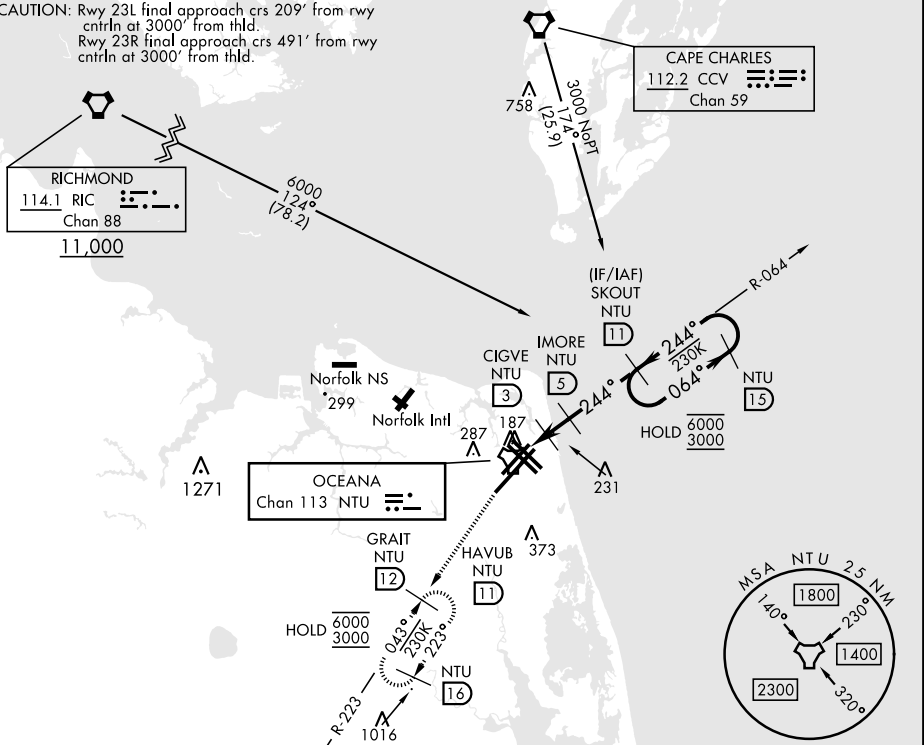 CAUTION: Rwy 23L final approach crs 209' from rwy
cntrln at 3000' from thld.
Rwy 23R final approach crs 491' from rwy
cntrln at 3000' from thld.
CAPE CHARLES
112.2 CCV
Chan 59
758
3000 NoPT
174°
(25.9)
RICHMOND
114.1 RIC
Chan 88
11,000
6000
124°
(78.2)
(IF/IAF)
SKOUT
NTU
11
R-064
IMORE
NTU
5
CIGVE
NTU
3
244°
230K
064°
244°
NTU
15
HOLD 6000
3000
Norfolk NS
299
Norfolk Intl
287
187
231
1271
OCEANA
Chan 113 NTU
373
GRAIT
NTU
12
HAVUB
NTU
11
HOLD 6000
3000
043°
230K
223°
NTU
16
R-223
1016
MSA NTU 25 NM
1800
140°
230°
1400
2300
320°